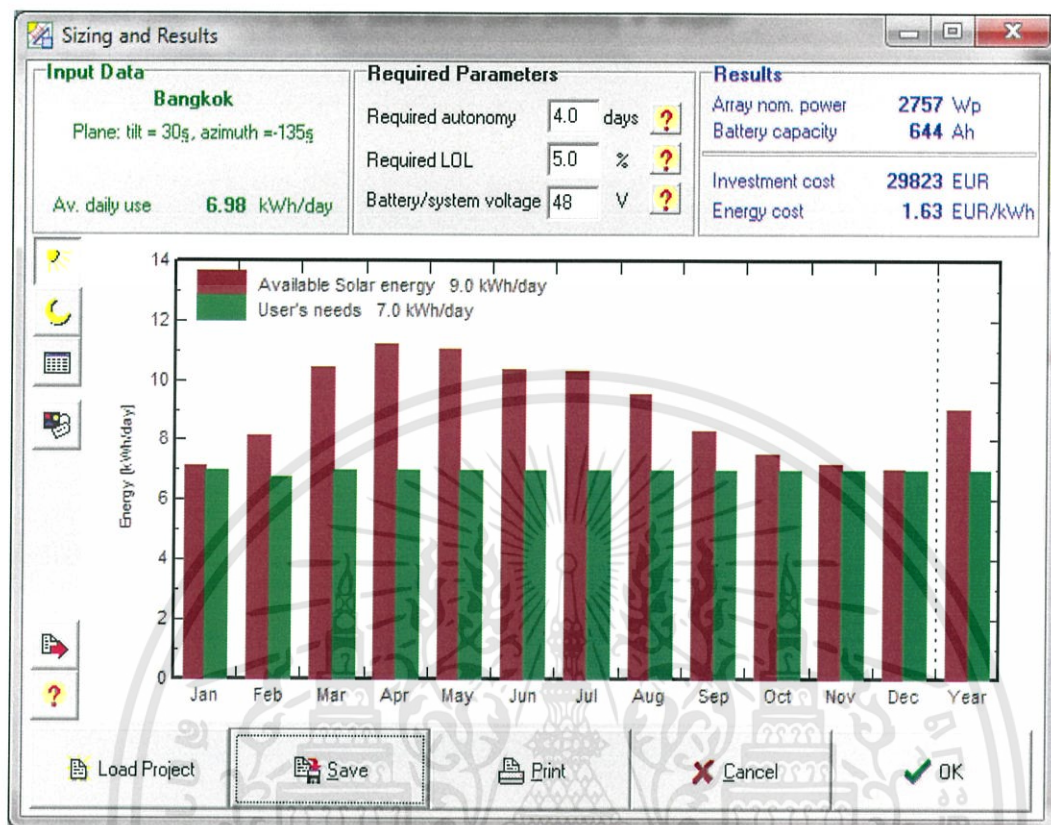 Sizing and Results
Input Data
Bangkok
Plane: tilt = 30s, azimuth =-135s
Av. daily use 6.98 kWh/day
Required Parameters
Required autonomy 4.0 days ?
Required LOL 5.0 % ?
Battery/system voltage 48 V ?
Results
Array nom. power 2757 Wp
Battery capacity 644 Ah
Investment cost 29823 EUR
Energy cost 1.63 EUR/kWh
Available Solar energy 9.0 kWh/day
User's needs 7.0 kWh/day
Energy [kWh/day]
14
12
10
8
6
4
2
0
Jan Feb Mar Apr May Jun Jul Aug Sep Oct Nov Dec Year
?
Load Project Save Print Cancel OK